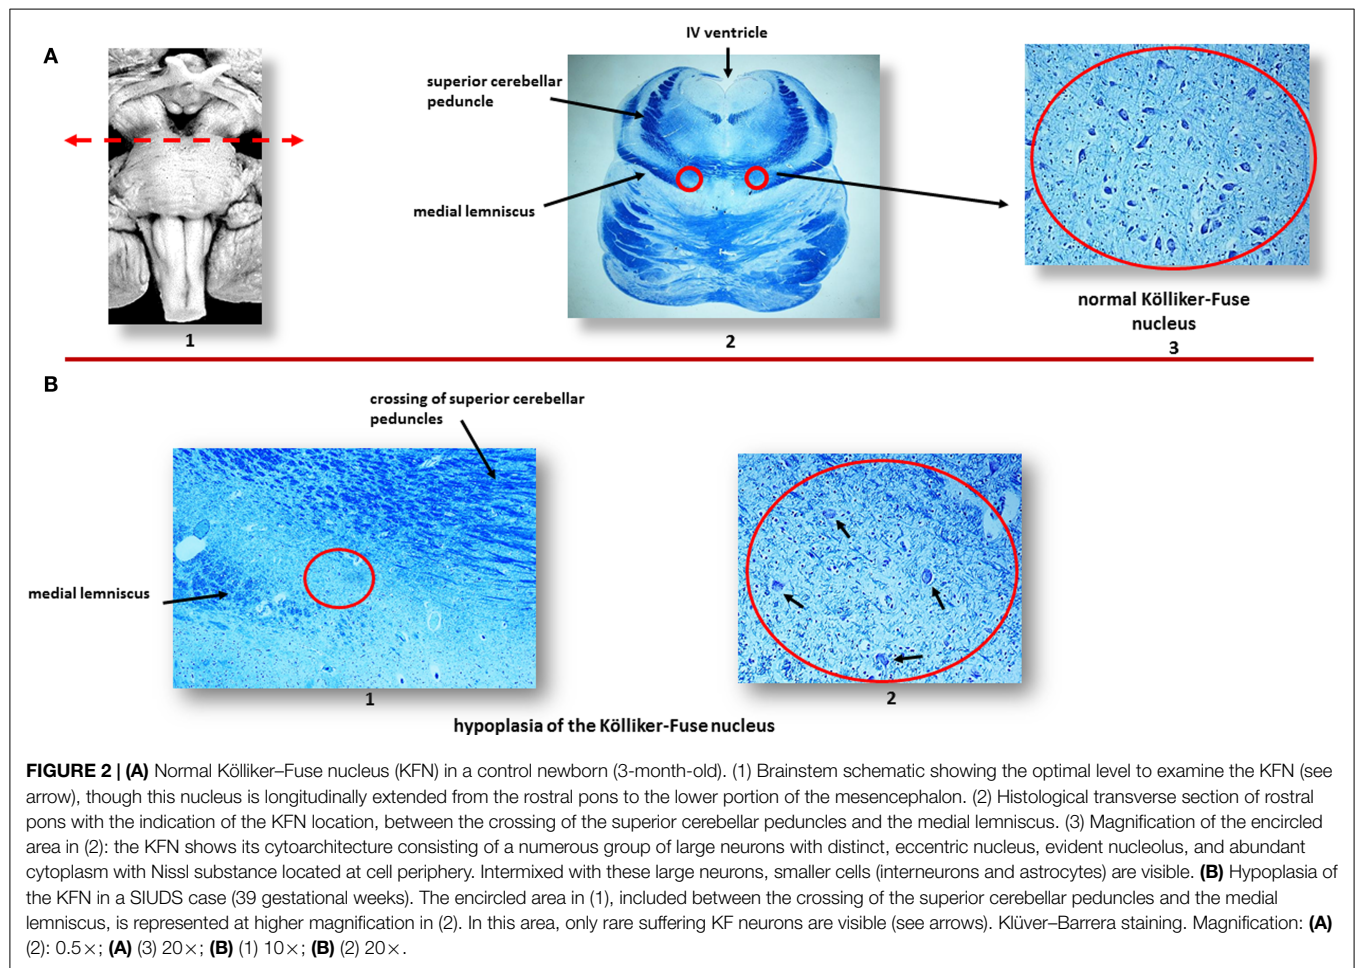 A
IV ventricle
superior cerebellar
peduncle
medial lemniscus
1
2
normal Kölliker-Fuse
nucleus
3
B
crossing of superior cerebellar
peduncles
medial lemniscus
1
2
hypoplasia of the Kölliker-Fuse nucleus
FIGURE 2 | (A) Normal Kölliker–Fuse nucleus (KFN) in a control newborn (3-month-old). (1) Brainstem schematic showing the optimal level to examine the KFN (see
arrow), though this nucleus is longitudinally extended from the rostral pons to the lower portion of the mesencephalon. (2) Histological transverse section of rostral
pons with the indication of the KFN location, between the crossing of the superior cerebellar peduncles and the medial lemniscus. (3) Magnification of the encircled
area in (2): the KFN shows its cytoarchitecture consisting of a numerous group of large neurons with distinct, eccentric nucleus, evident nucleolus, and abundant
cytoplasm with Nissl substance located at cell periphery. Intermixed with these large neurons, smaller cells (interneurons and astrocytes) are visible. (B) Hypoplasia of
the KFN in a SIUDS case (39 gestational weeks). The encircled area in (1), included between the crossing of the superior cerebellar peduncles and the medial
lemniscus, is represented at higher magnification in (2). In this area, only rare suffering KF neurons are visible (see arrows). Klüver–Barrera staining. Magnification: (A)
(2): 0.5×; (A) (3) 20×; (B) (1) 10×; (B) (2) 20×.